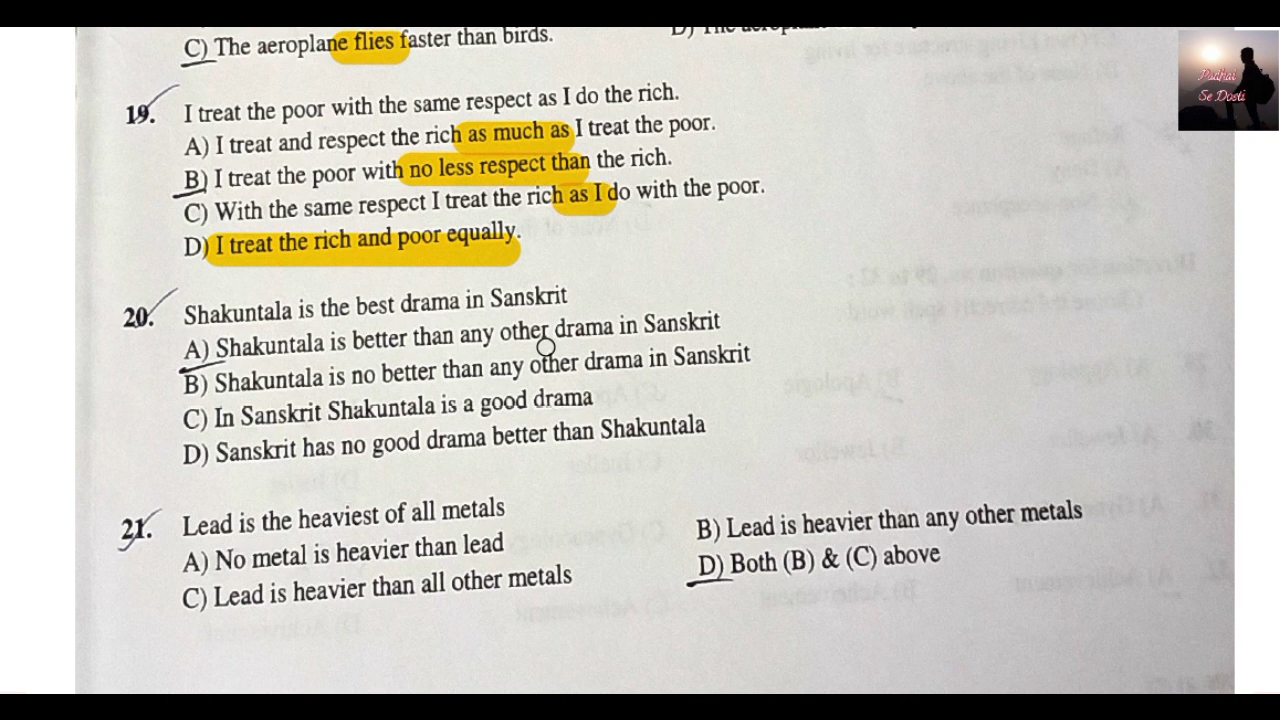 C) The aeroplane flies faster than birds.
19. I treat the poor with the same respect as I do the rich.
A) I treat and respect the rich as much as I treat the poor.
B) I treat the poor with no less respect than the rich.
C) With the same respect I treat the rich as I do with the poor.
D) I treat the rich and poor equally.
20. Shakuntala is the best drama in Sanskrit
A) Shakuntala is better than any other drama in Sanskrit
B) Shakuntala is no better than any other drama in Sanskrit
C) In Sanskrit Shakuntala is a good drama
D) Sanskrit has no good drama better than Shakuntala
21. Lead is the heaviest of all metals
A) No metal is heavier than lead
B) Lead is heavier than any other metals
C) Lead is heavier than all other metals
D) Both (B) & (C) above
Padhai
Se Dosti